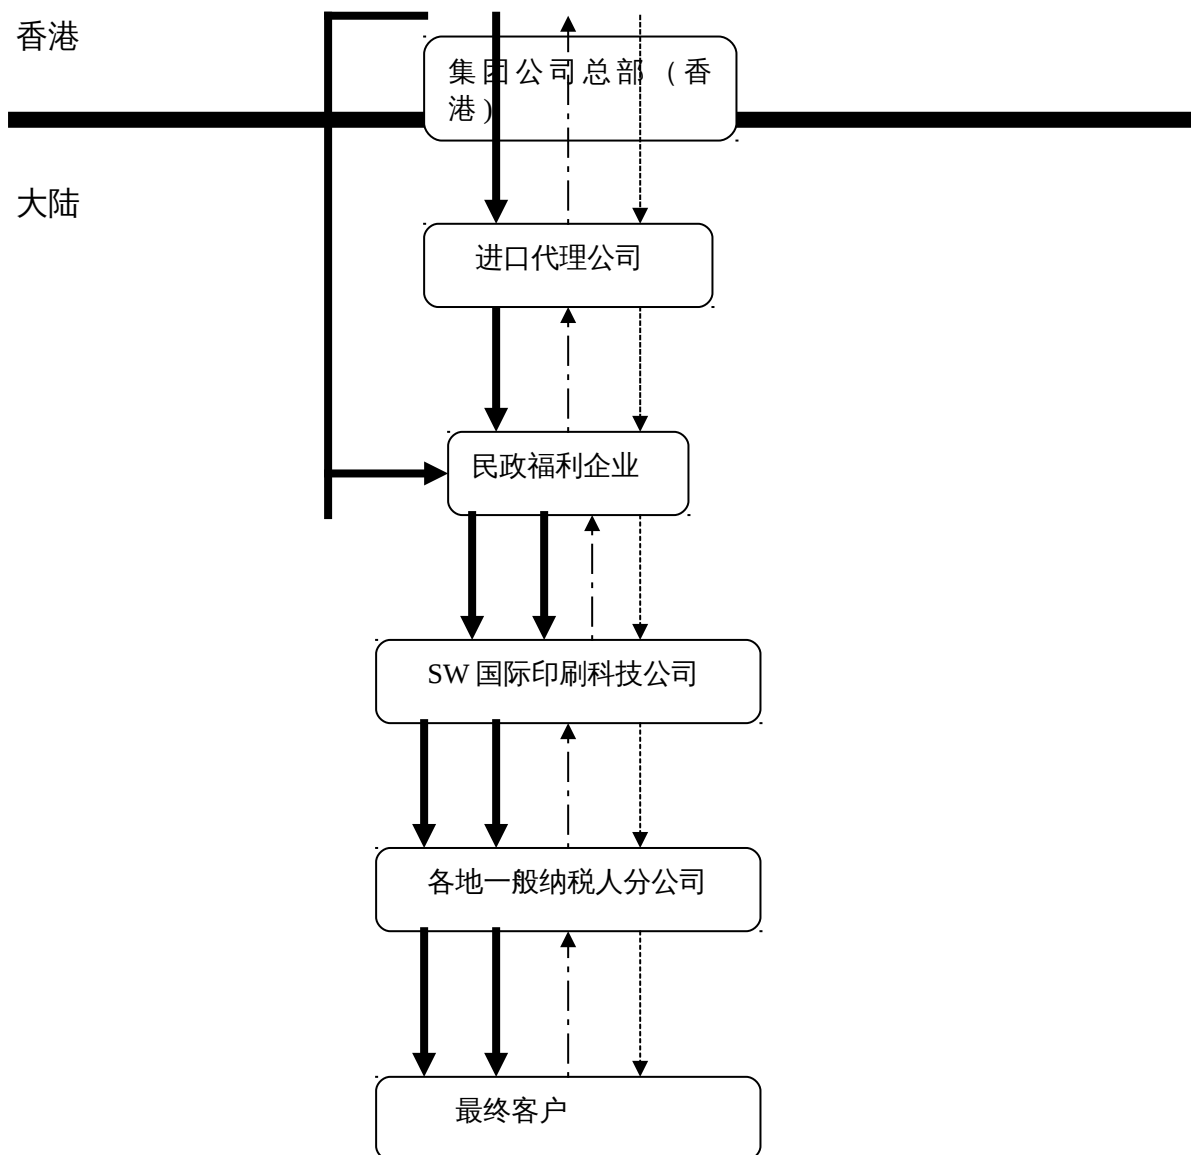 香港
集团公司总部（香
港)
大陆
进口代理公司
民政福利企业
SW 国际印刷科技公司
各地一般纳税人分公司
最终客户